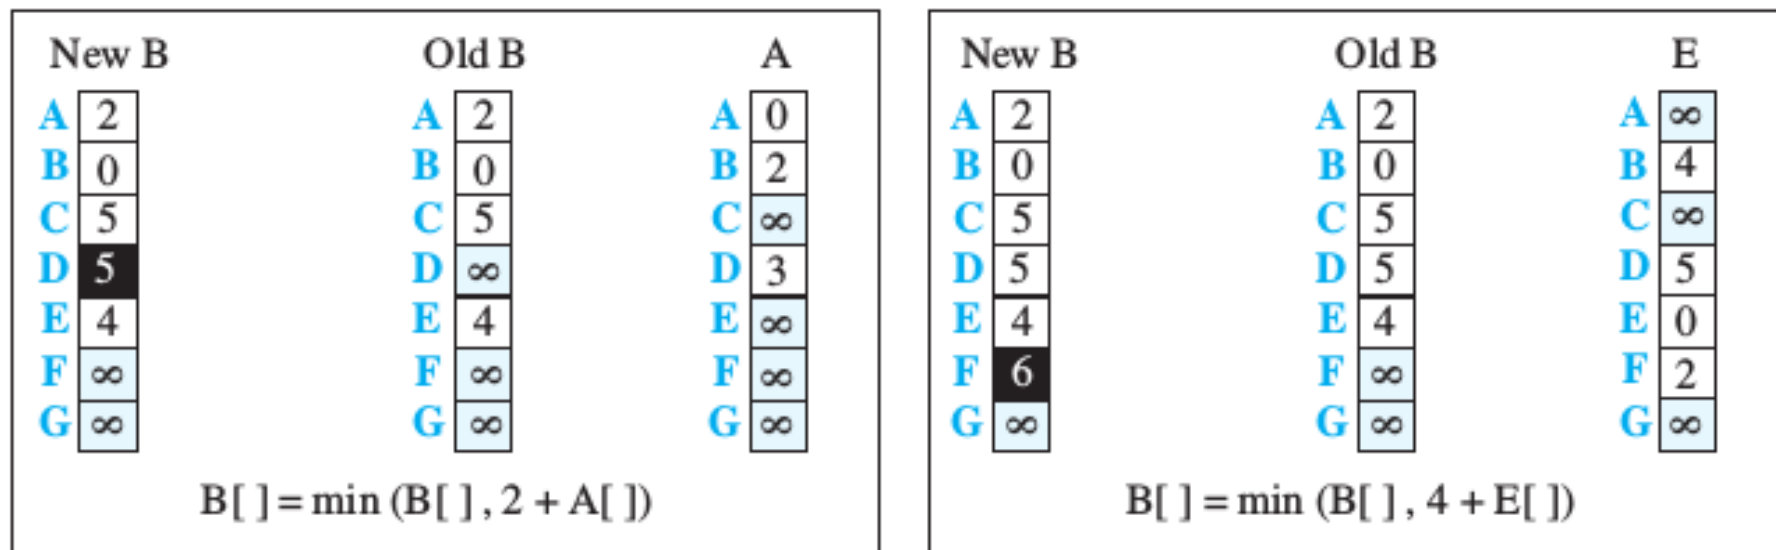 New B Old B A
A 2 A 2 A 0
B 0 B 0 B 2
C 5 C 5 C ∞
D 5 D ∞ D 3
E 4 E 4 E ∞
F ∞ F ∞ F ∞
G ∞ G ∞ G ∞
B[ ] = min (B[ ] , 2 + A[ ])
New B Old B E
A 2 A 2 A ∞
B 0 B 0 B 4
C 5 C 5 C ∞
D 5 D 5 D 5
E 4 E 4 E 0
F 6 F ∞ F 2
G ∞ G ∞ G ∞
B[ ] = min (B[ ] , 4 + E[ ])